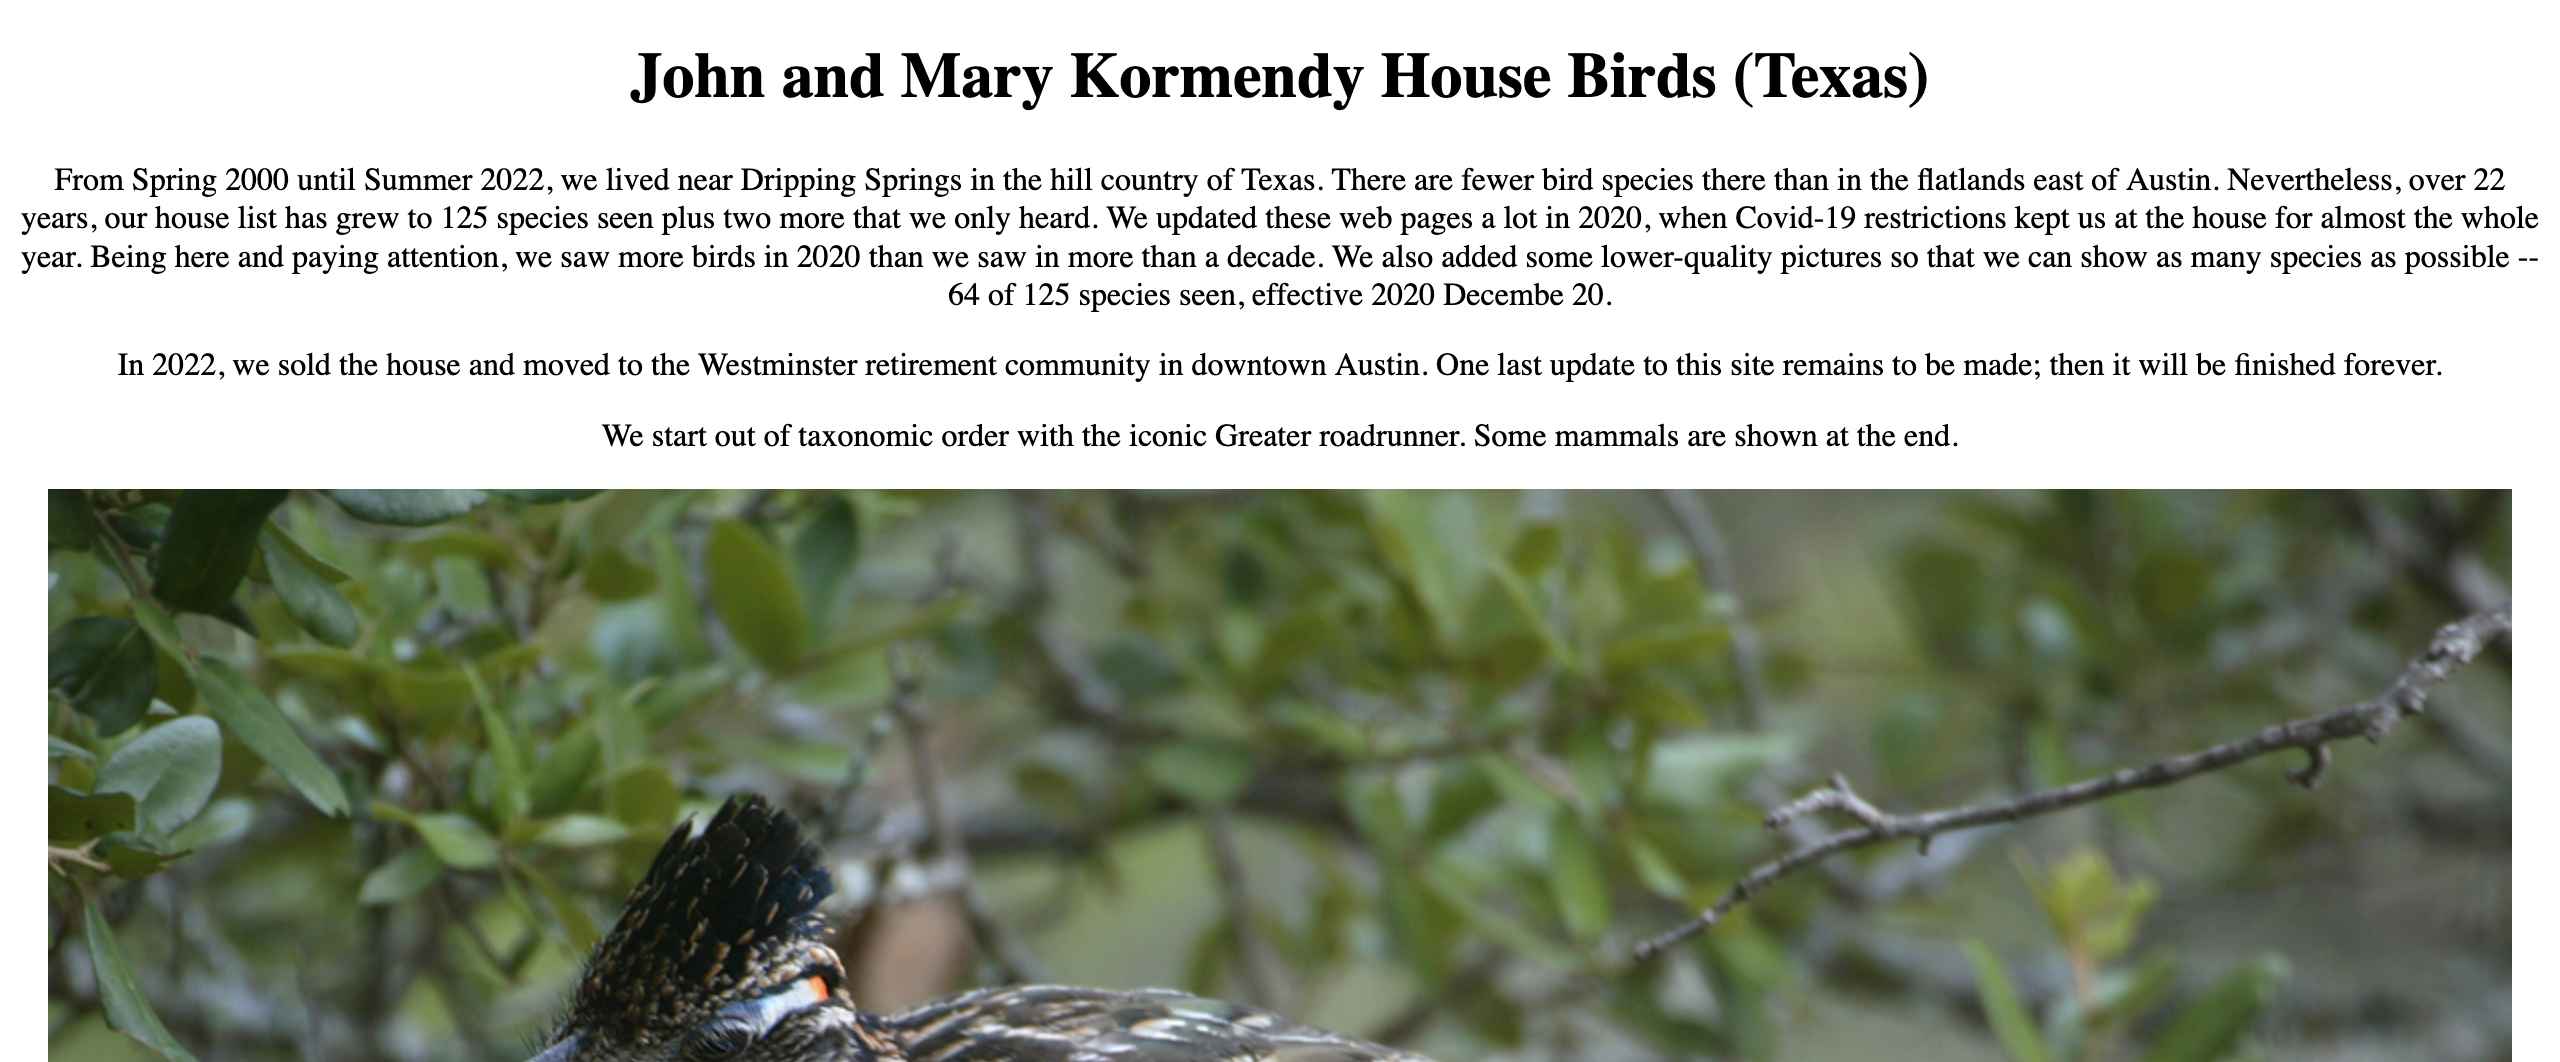 John and Mary Kormendy House Birds (Texas)
From Spring 2000 until Summer 2022, we lived near Dripping Springs in the hill country of Texas. There are fewer bird species there than in the flatlands east of Austin. Nevertheless, over 22
years, our house list has grew to 125 species seen plus two more that we only heard. We updated these web pages a lot in 2020, when Covid-19 restrictions kept us at the house for almost the whole
year. Being here and paying attention, we saw more birds in 2020 than we saw in more than a decade. We also added some lower-quality pictures so that we can show as many species as possible --
64 of 125 species seen, effective 2020 Decembe 20.
In 2022, we sold the house and moved to the Westminster retirement community in downtown Austin. One last update to this site remains to be made; then it will be finished forever.
We start out of taxonomic order with the iconic Greater roadrunner. Some mammals are shown at the end.